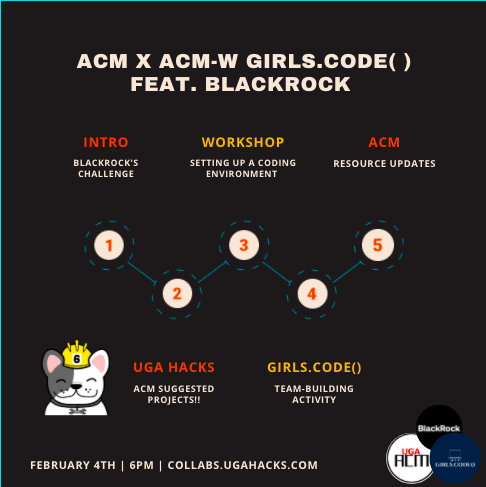 ACM X ACM-W GIRLS.CODE( )
FEAT. BLACKROCK
INTRO
BLACKROCK'S
CHALLENGE
WORKSHOP
SETTING UP A CODING
ENVIRONMENT
ACM
RESOURCE UPDATES
1
2
3
4
5
6
UGA HACKS
ACM SUGGESTED
PROJECTS!!
GIRLS.CODE()
TEAM-BUILDING
ACTIVITY
FEBRUARY 4TH | 6PM | COLLABS.UGAHACKS.COM
BlackRock
UGA
ACM
GIRLS.CODE()